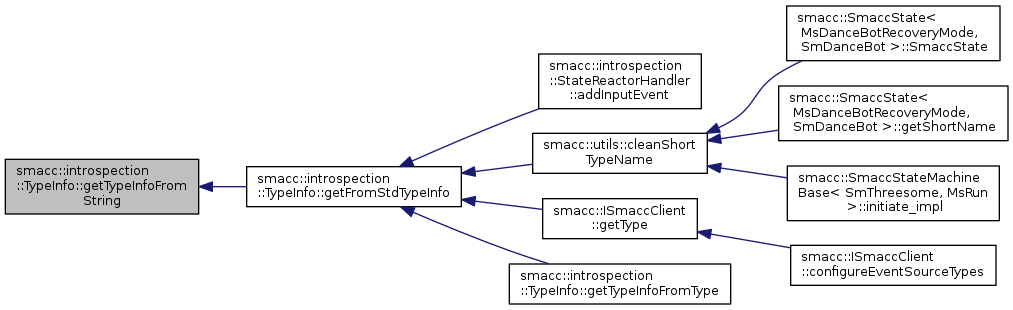 smacc::introspection
::TypeInfo::getTypeInfoFrom
String
smacc::introspection
::TypeInfo::getFromStdTypeInfo
smacc::introspection
::StateReactorHandler
::addInputEvent
smacc::utils::cleanShort
TypeName
smacc::ISmaccClient
::getType
smacc::introspection
::TypeInfo::getTypeInfoFromType
smacc::SmaccState<
MsDanceBotRecoveryMode,
SmDanceBot >::SmaccState
smacc::SmaccState<
MsDanceBotRecoveryMode,
SmDanceBot >::getShortName
smacc::SmaccStateMachine
Base< SmThreesome, MsRun
>::initiate_impl
smacc::ISmaccClient
::configureEventSourceTypes